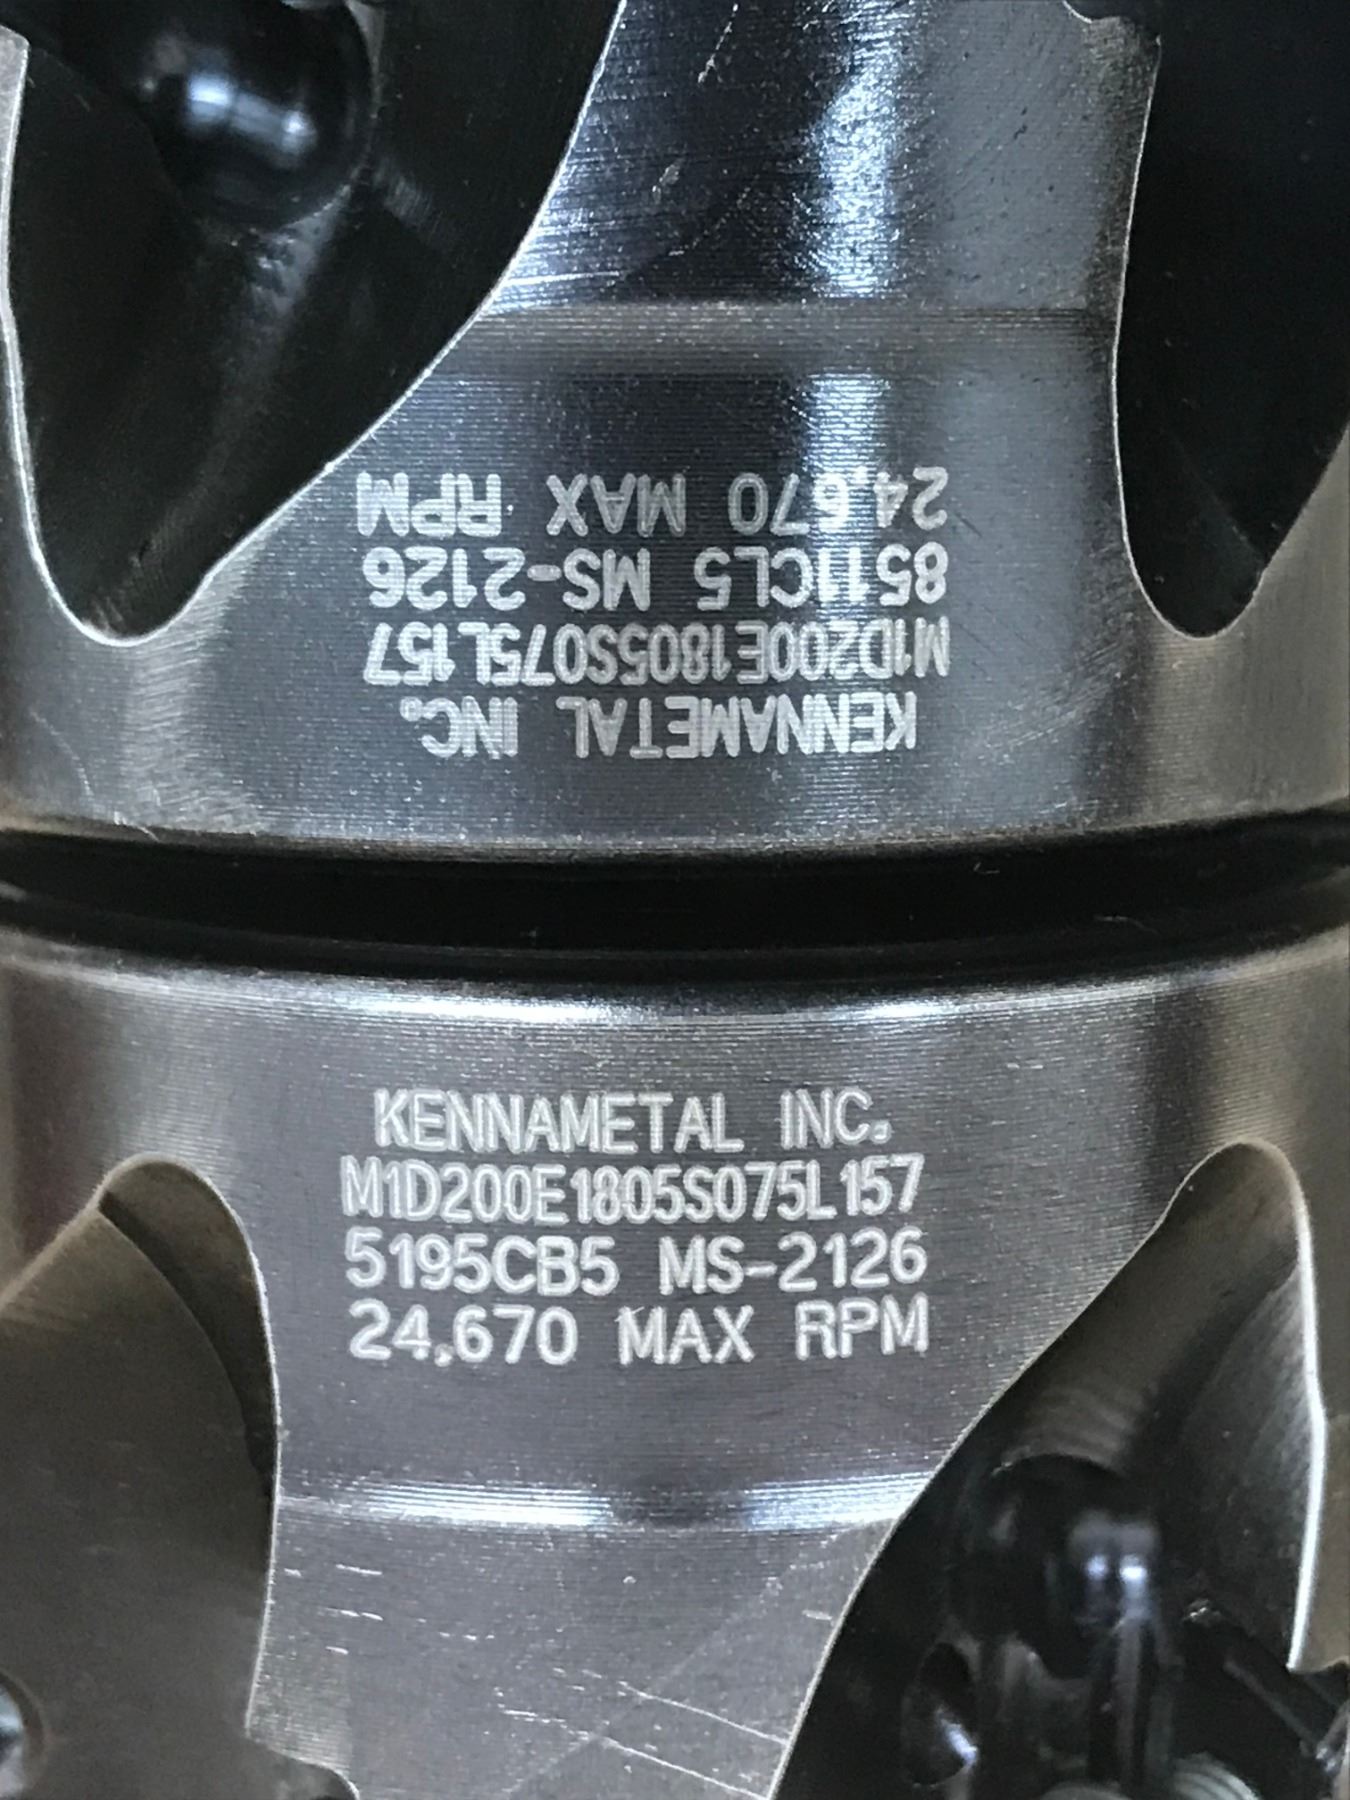 KENNAMETAL INC.
M1D200E1805S075L157
8511CL5 MS-2126
24,670 MAX RPM
KENNAMETAL INC.
M1D200E1805S075L157
5195CB5 MS-2126
24,670 MAX RPM